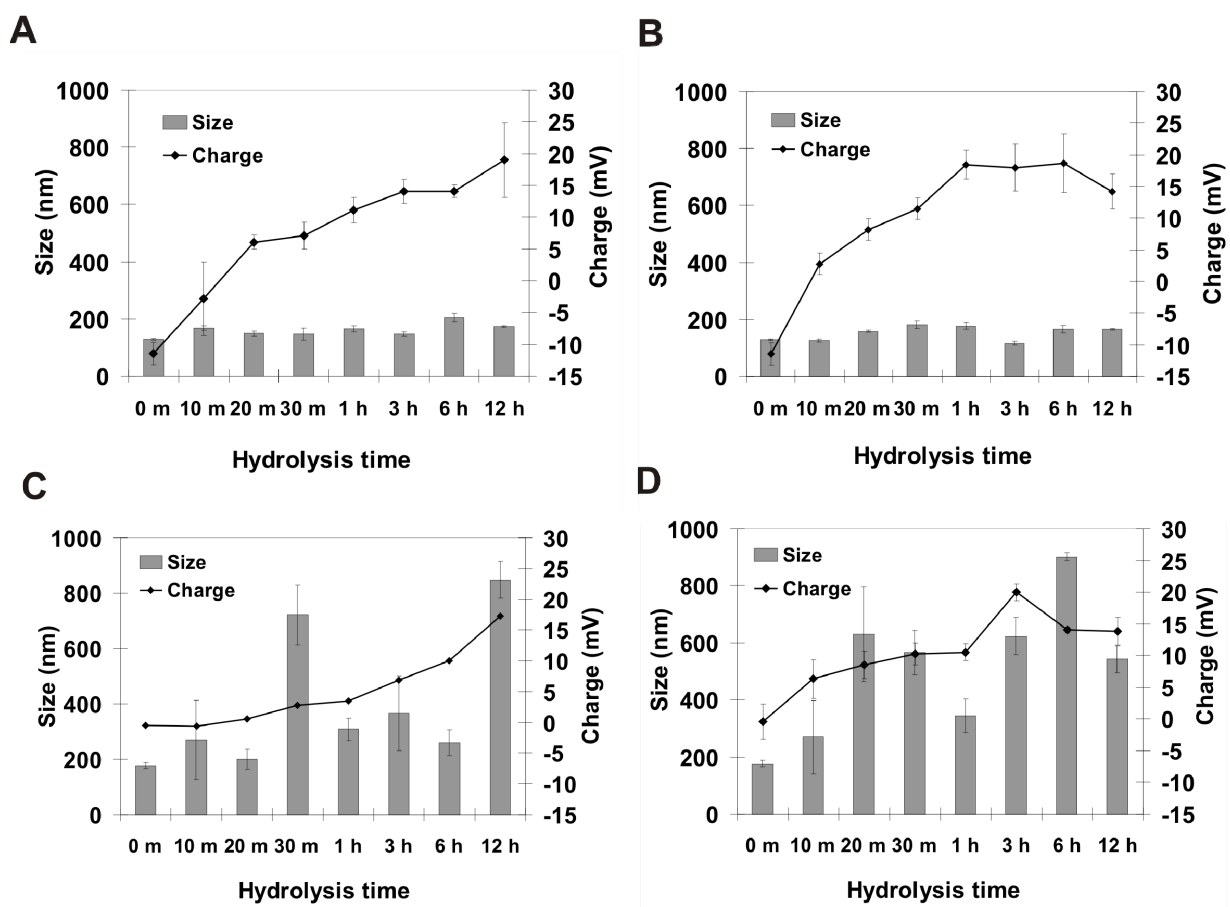 A
1000 800 600 400 200 0
Size (nm)
30 25 20 15 10 5 0 -5 -10 -15
Charge (mV)
Size
Charge
0 m 10 m 20 m 30 m 1 h 3 h 6 h 12 h
Hydrolysis time
B
1000 800 600 400 200 0
Size (nm)
30 25 20 15 10 5 0 -5 -10 -15
Charge (mV)
Size
Charge
0 m 10 m 20 m 30 m 1 h 3 h 6 h 12 h
Hydrolysis time
C
1000 800 600 400 200 0
Size (nm)
30 25 20 15 10 5 0 -5 -10 -15
Charge (mV)
Size
Charge
0 m 10 m 20 m 30 m 1 h 3 h 6 h 12 h
Hydrolysis time
D
1000 800 600 400 200 0
Size (nm)
30 25 20 15 10 5 0 -5 -10 -15
Charge (mV)
Size
Charge
0 m 10 m 20 m 30 m 1 h 3 h 6 h 12 h
Hydrolysis time